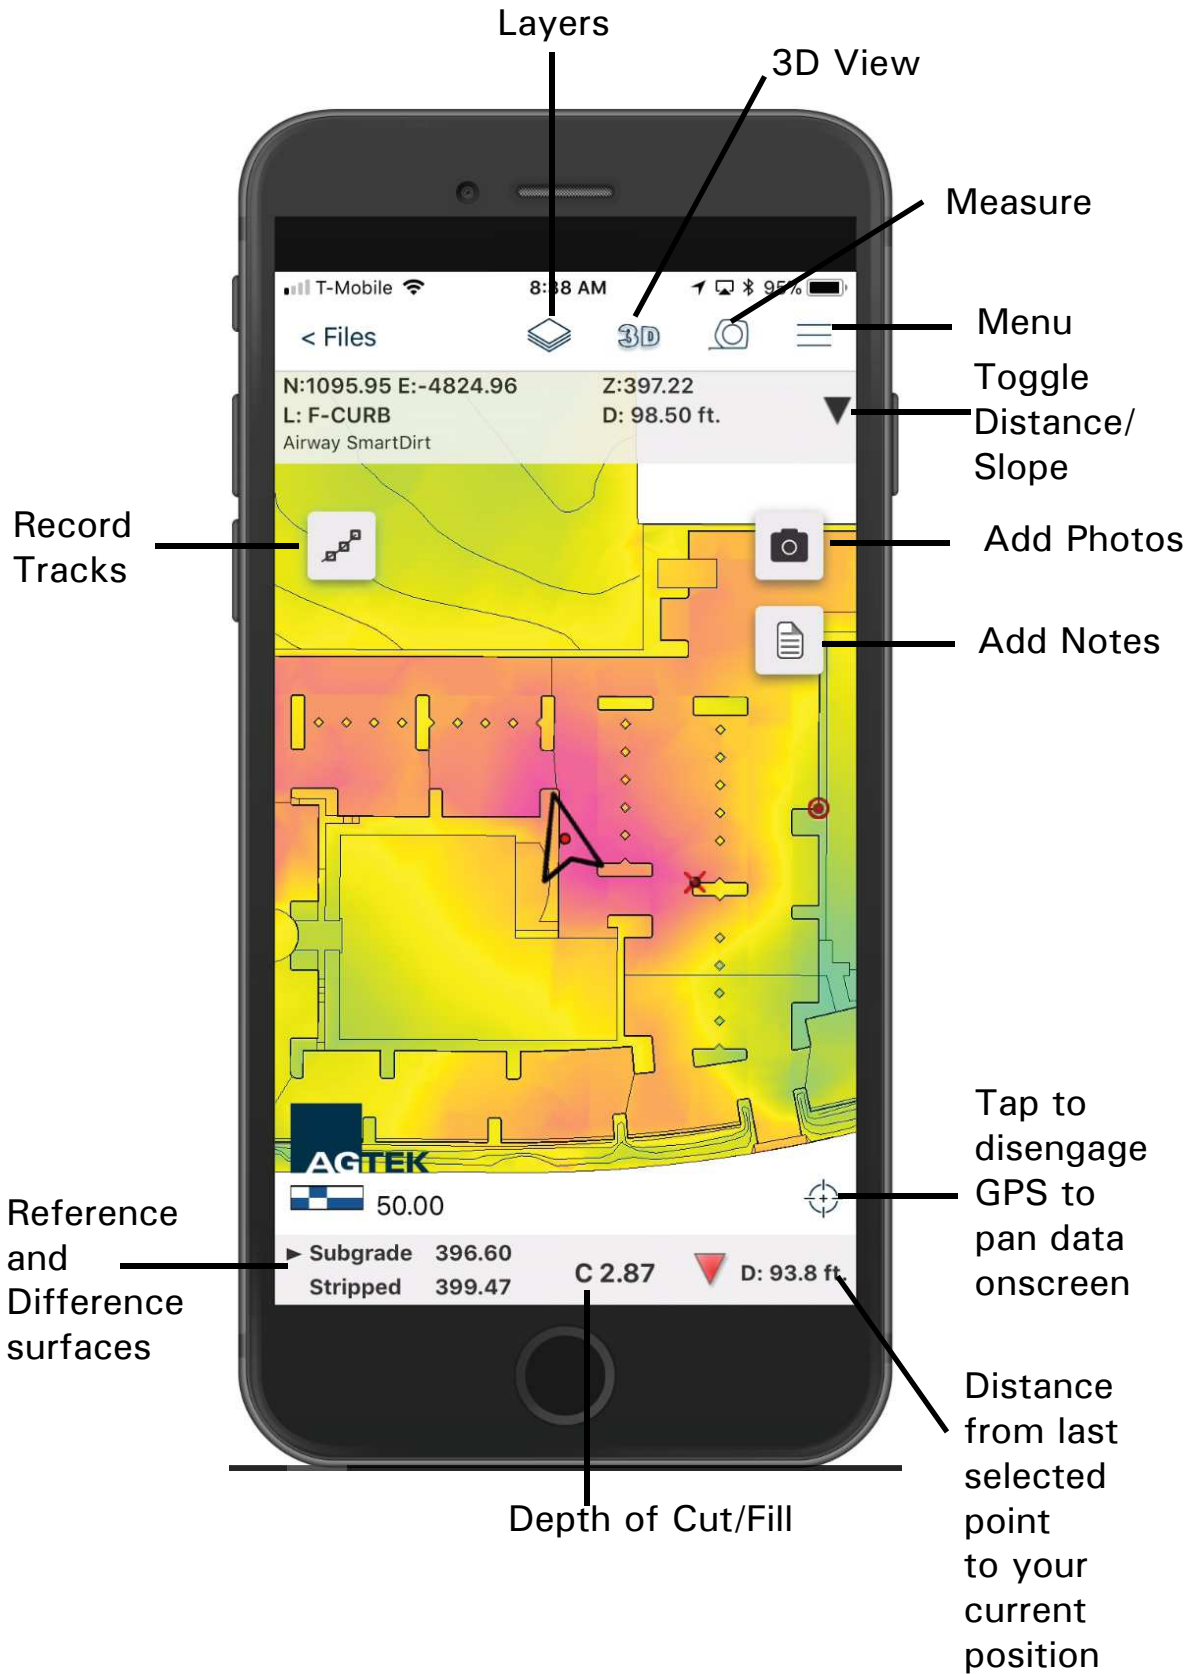 Layers
3D View
Measure
T-Mobile
8:38 AM
95%
< Files
3D
Menu
N:1095.95 E:-4824.96
Z:397.22
L: F-CURB
D: 98.50 ft.
Airway SmartDirt
Toggle
Distance/
Slope
Record
Tracks
Add Photos
Add Notes
AGTEK
50.00
Tap to
disengage
GPS to
pan data
onscreen
Reference
and
Difference
surfaces
Subgrade 396.60
Stripped 399.47
C 2.87
D: 93.8 ft.
Depth of Cut/Fill
Distance
from last
selected
point
to your
current
position